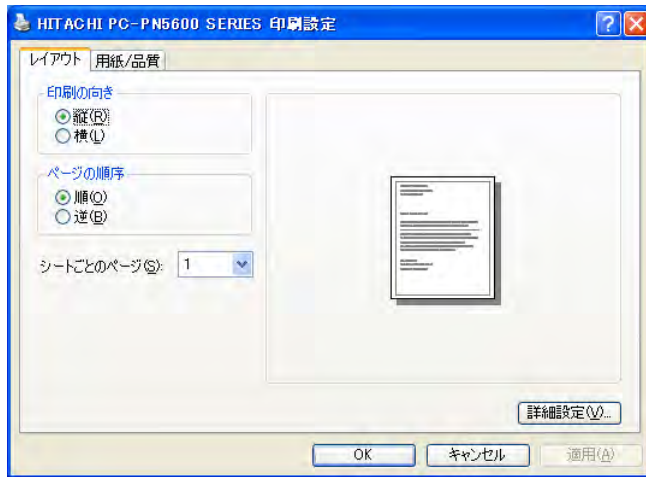 HITACHI PC-PN5600 SERIES 印刷設定
レイアウト 用紙/品質
印刷の向き
縦(R)
横(L)
ページの順序
順(O)
逆(B)
シートごとのページ(S): 1
詳細設定(V)...
OK キャンセル 適用(A)